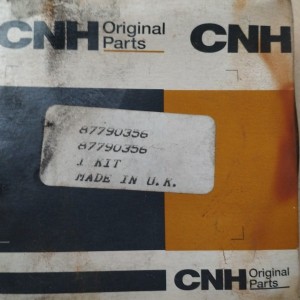 CNH Original Parts CNH
87790356
87790356
1 KIT
MADE IN U.K.
CNH Original Parts